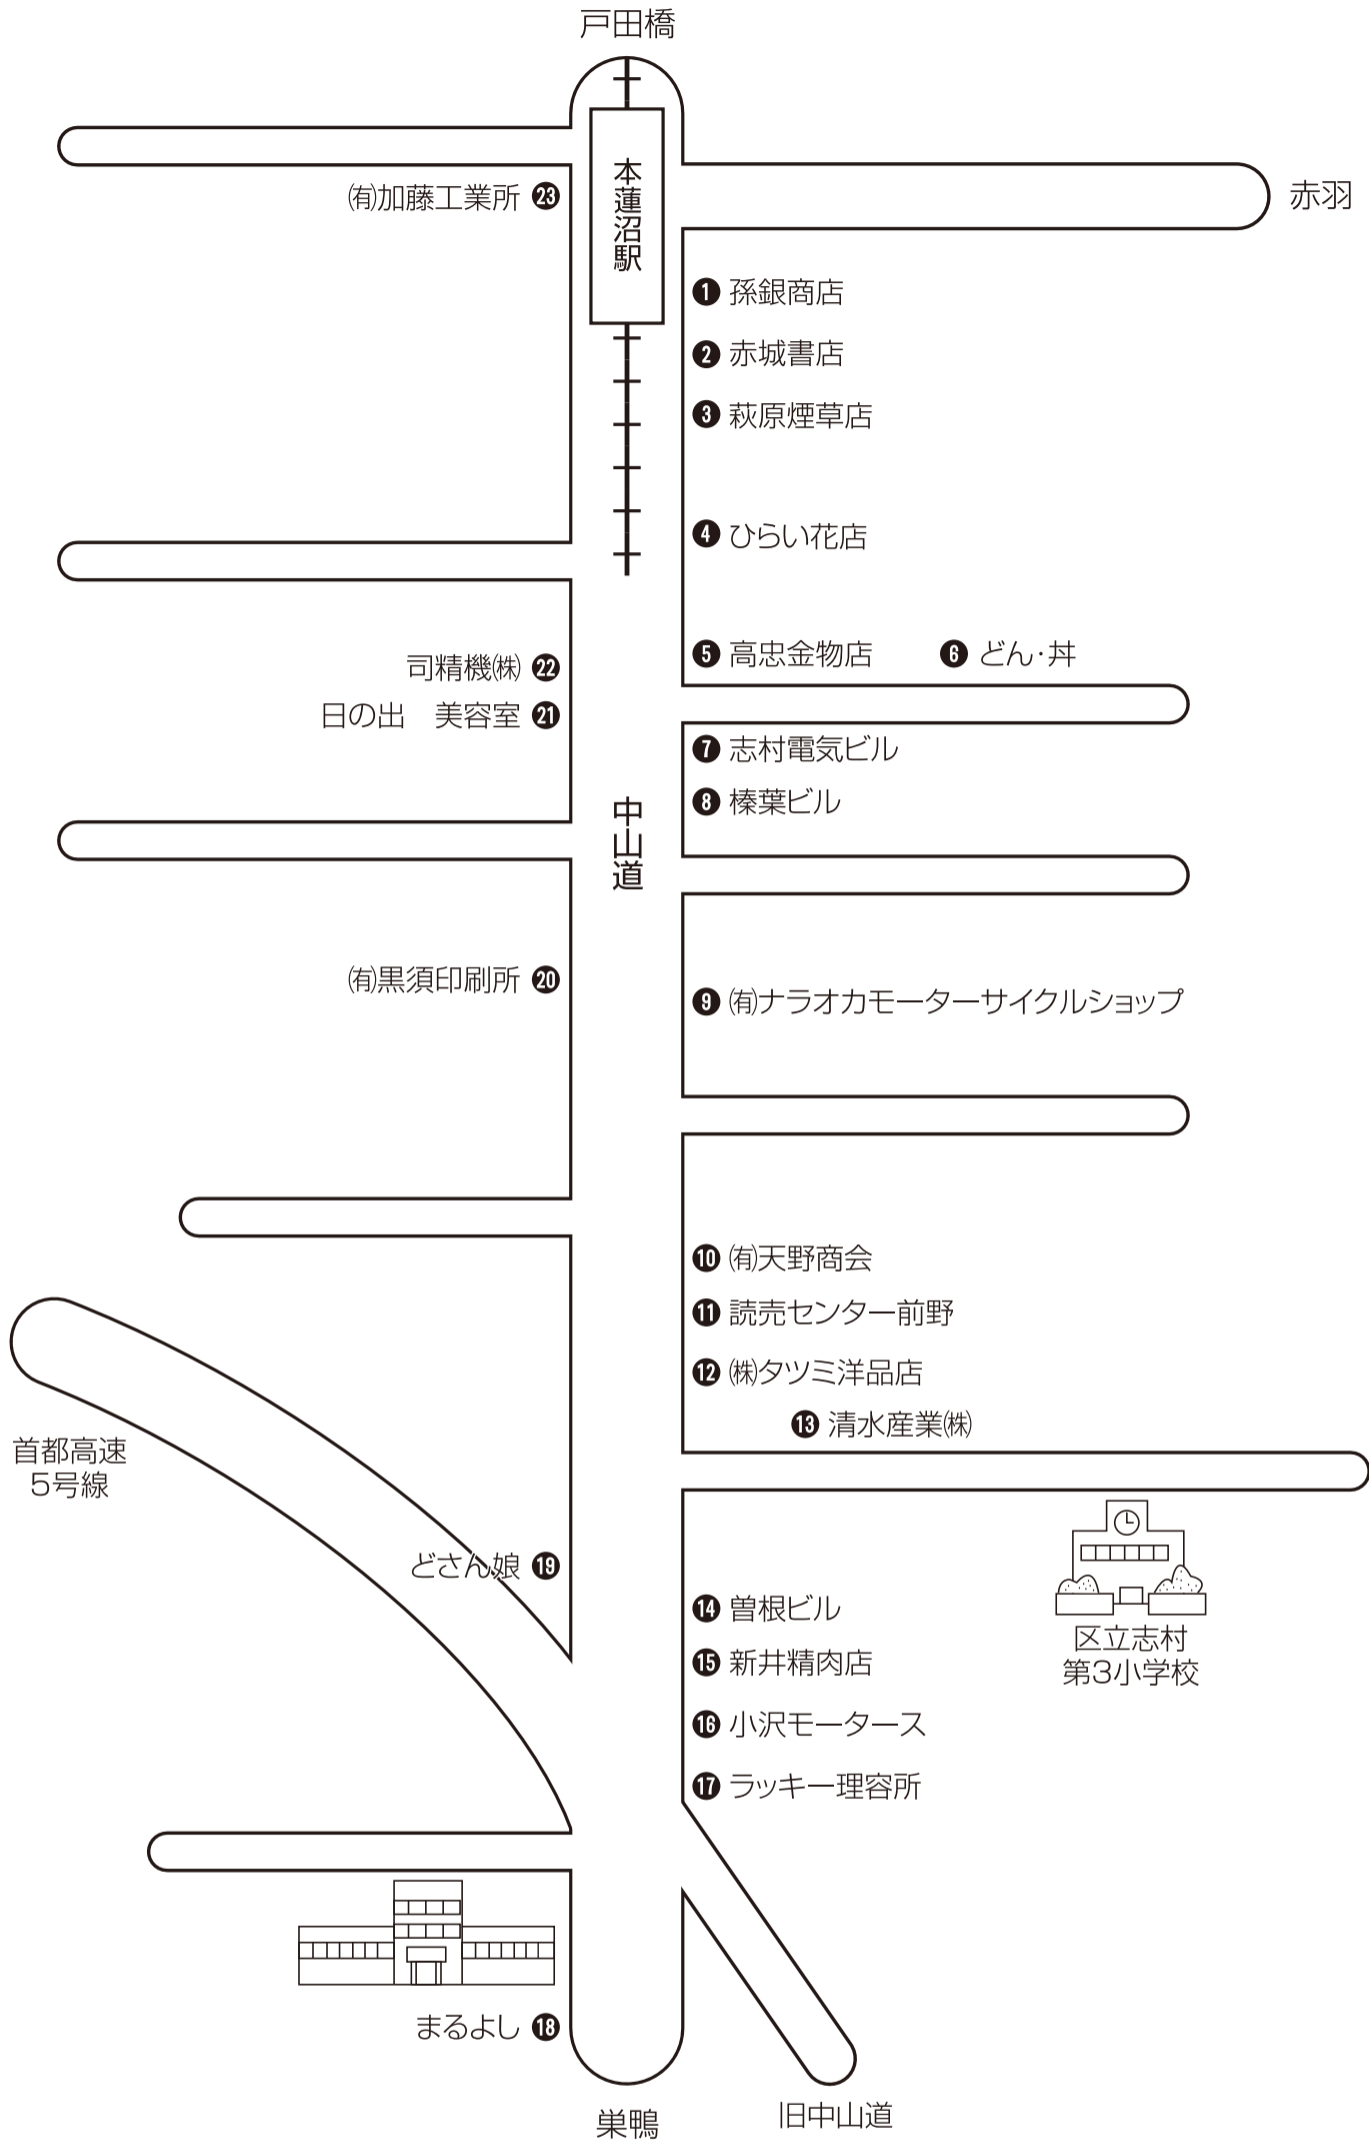 戸田橋
本蓮沼駅
赤羽
㉓ ㈲加藤工業所
❶ 孫銀商店
❷ 赤城書店
❸ 萩原煙草店
❹ ひらい花店
❺ 高忠金物店
❻ どん・丼
司精機㈱ ㉒
日の出　美容室 ㉑
❼ 志村電気ビル
❽ 榛葉ビル
中山道
㈲黒須印刷所 ⓴
❾ ㈲ナラオカモーターサイクルショップ
❿ ㈲天野商会
⓫ 読売センター前野
⓬ ㈱タツミ洋品店
⓭ 清水産業㈱
首都高速
5号線
どさん娘 ⓳
⓮ 曽根ビル
⓯ 新井精肉店
⓰ 小沢モータース
⓱ ラッキー理容所
区立志村
第3小学校
まるよし ⓲
巣鴨
旧中山道